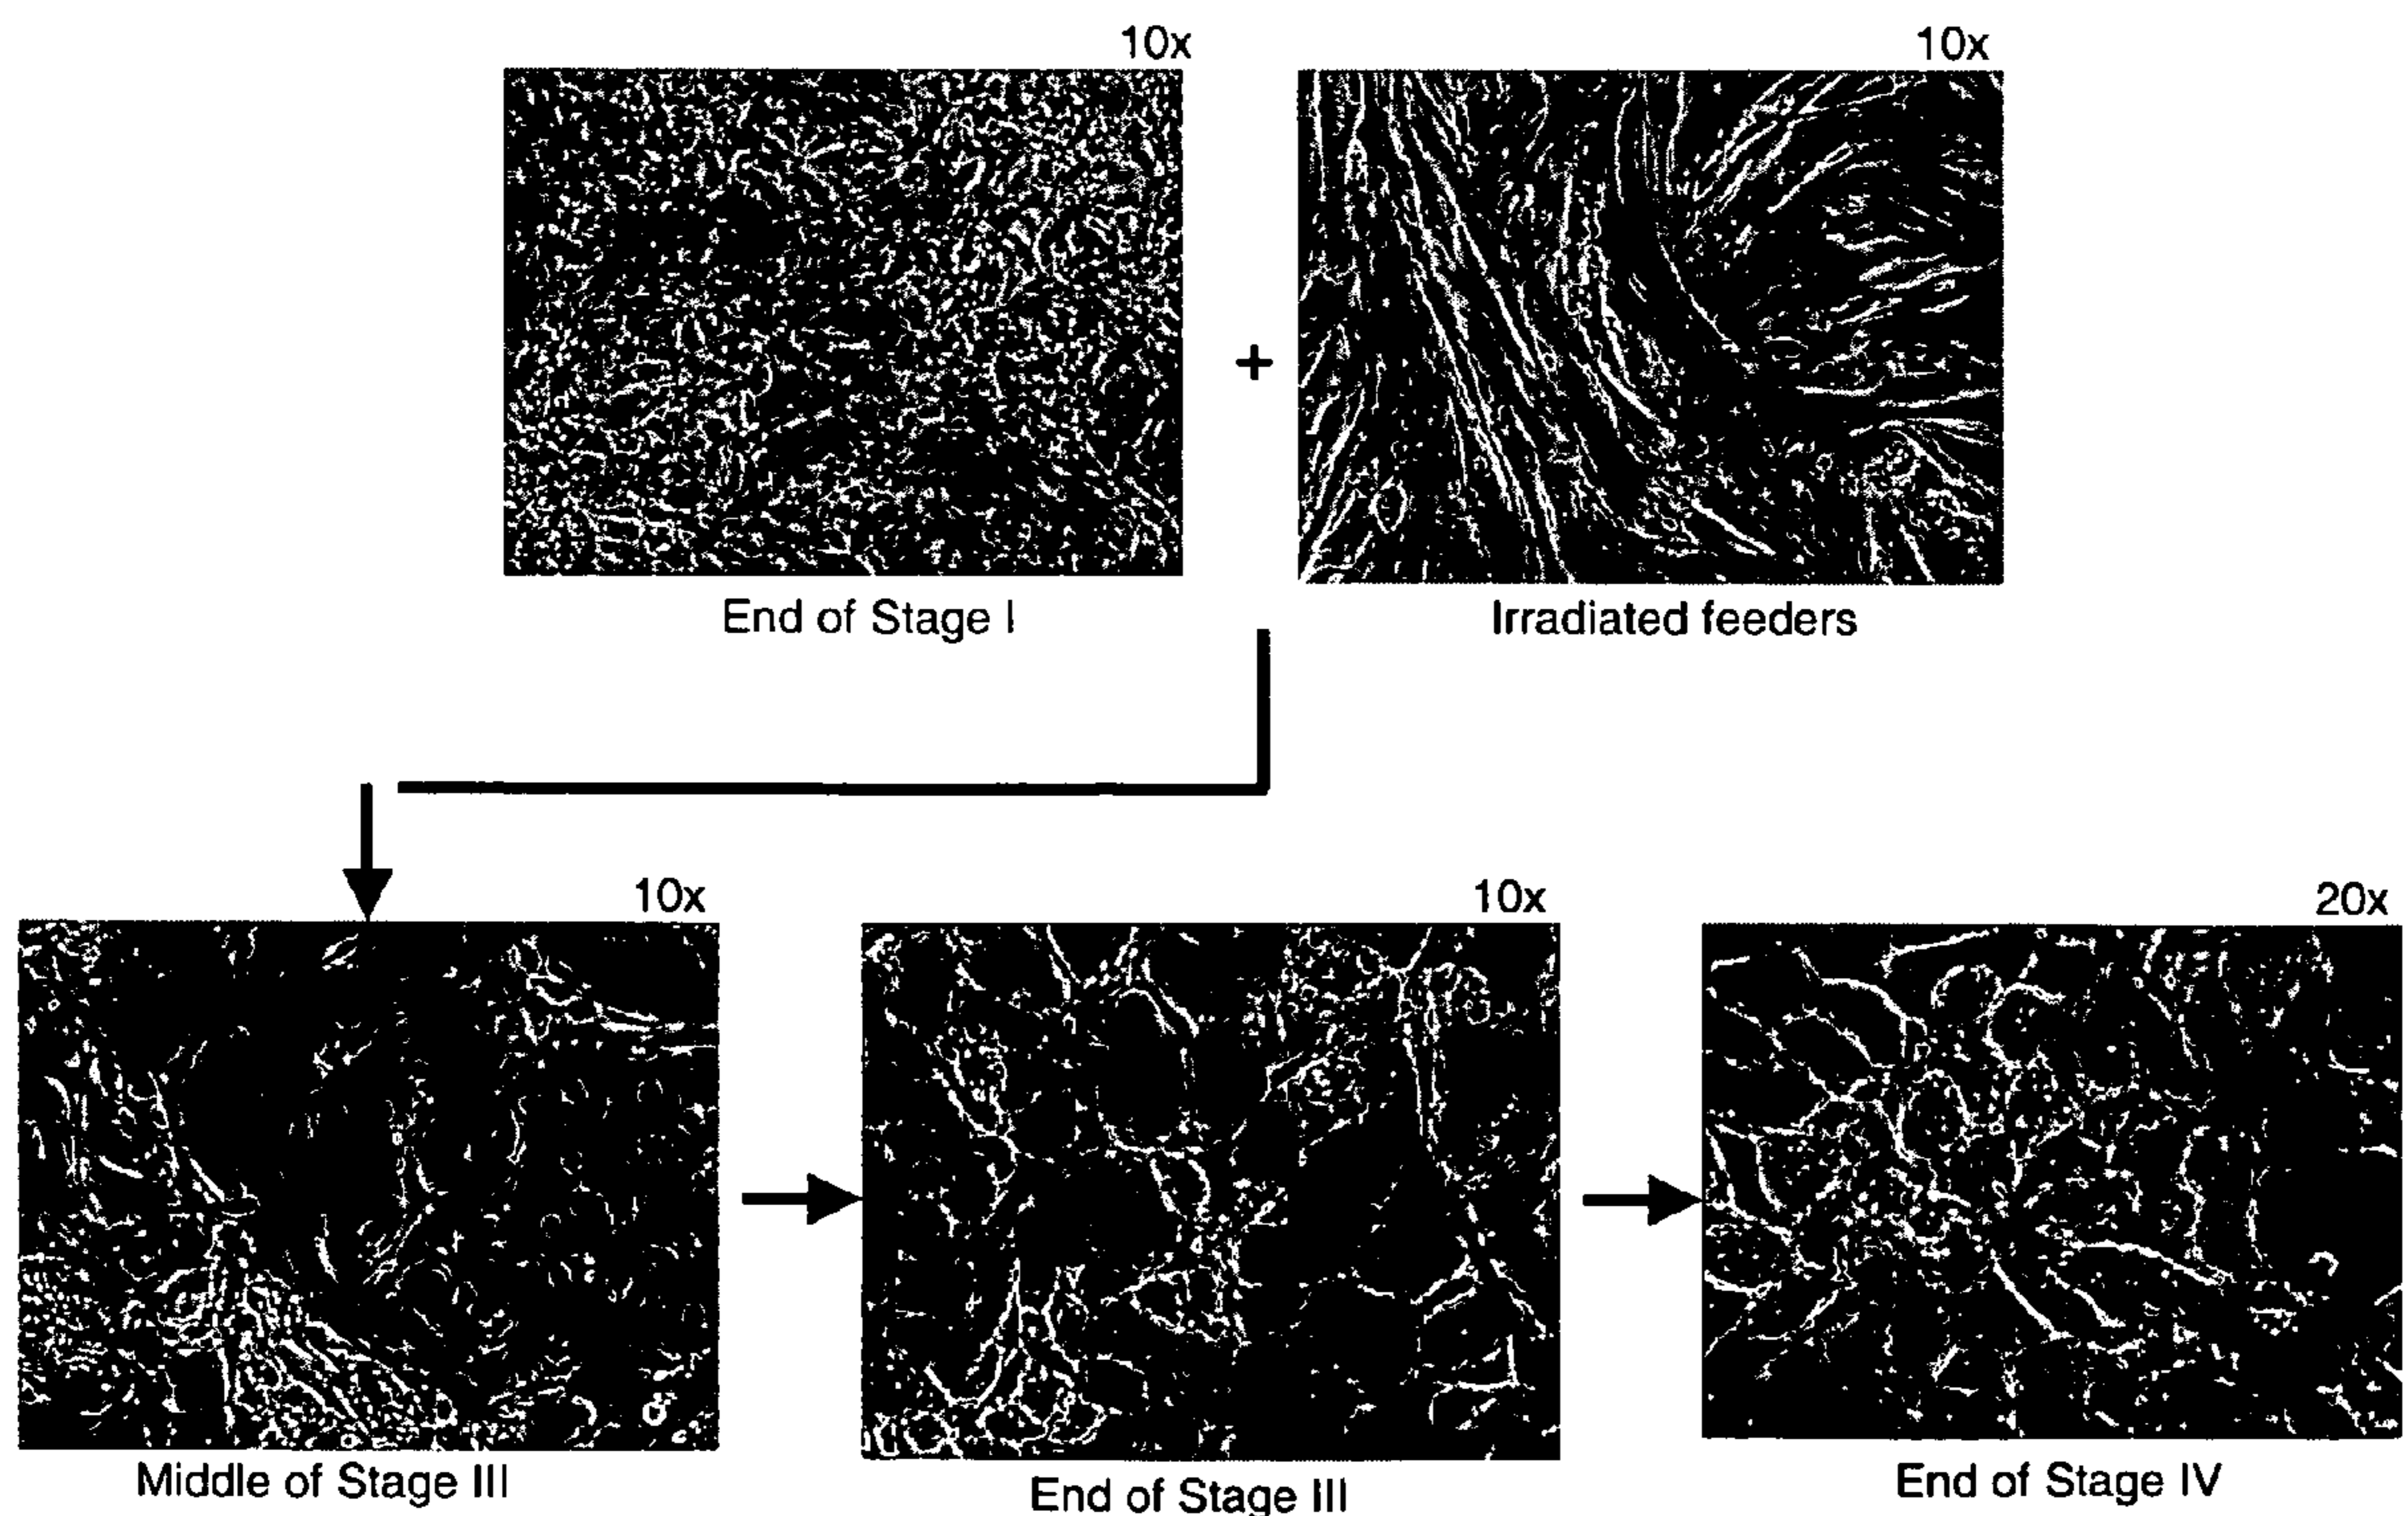 10x
10x
+
End of Stage I
Irradiated feeders
10x
10x
20x
Middle of Stage III
End of Stage III
End of Stage IV